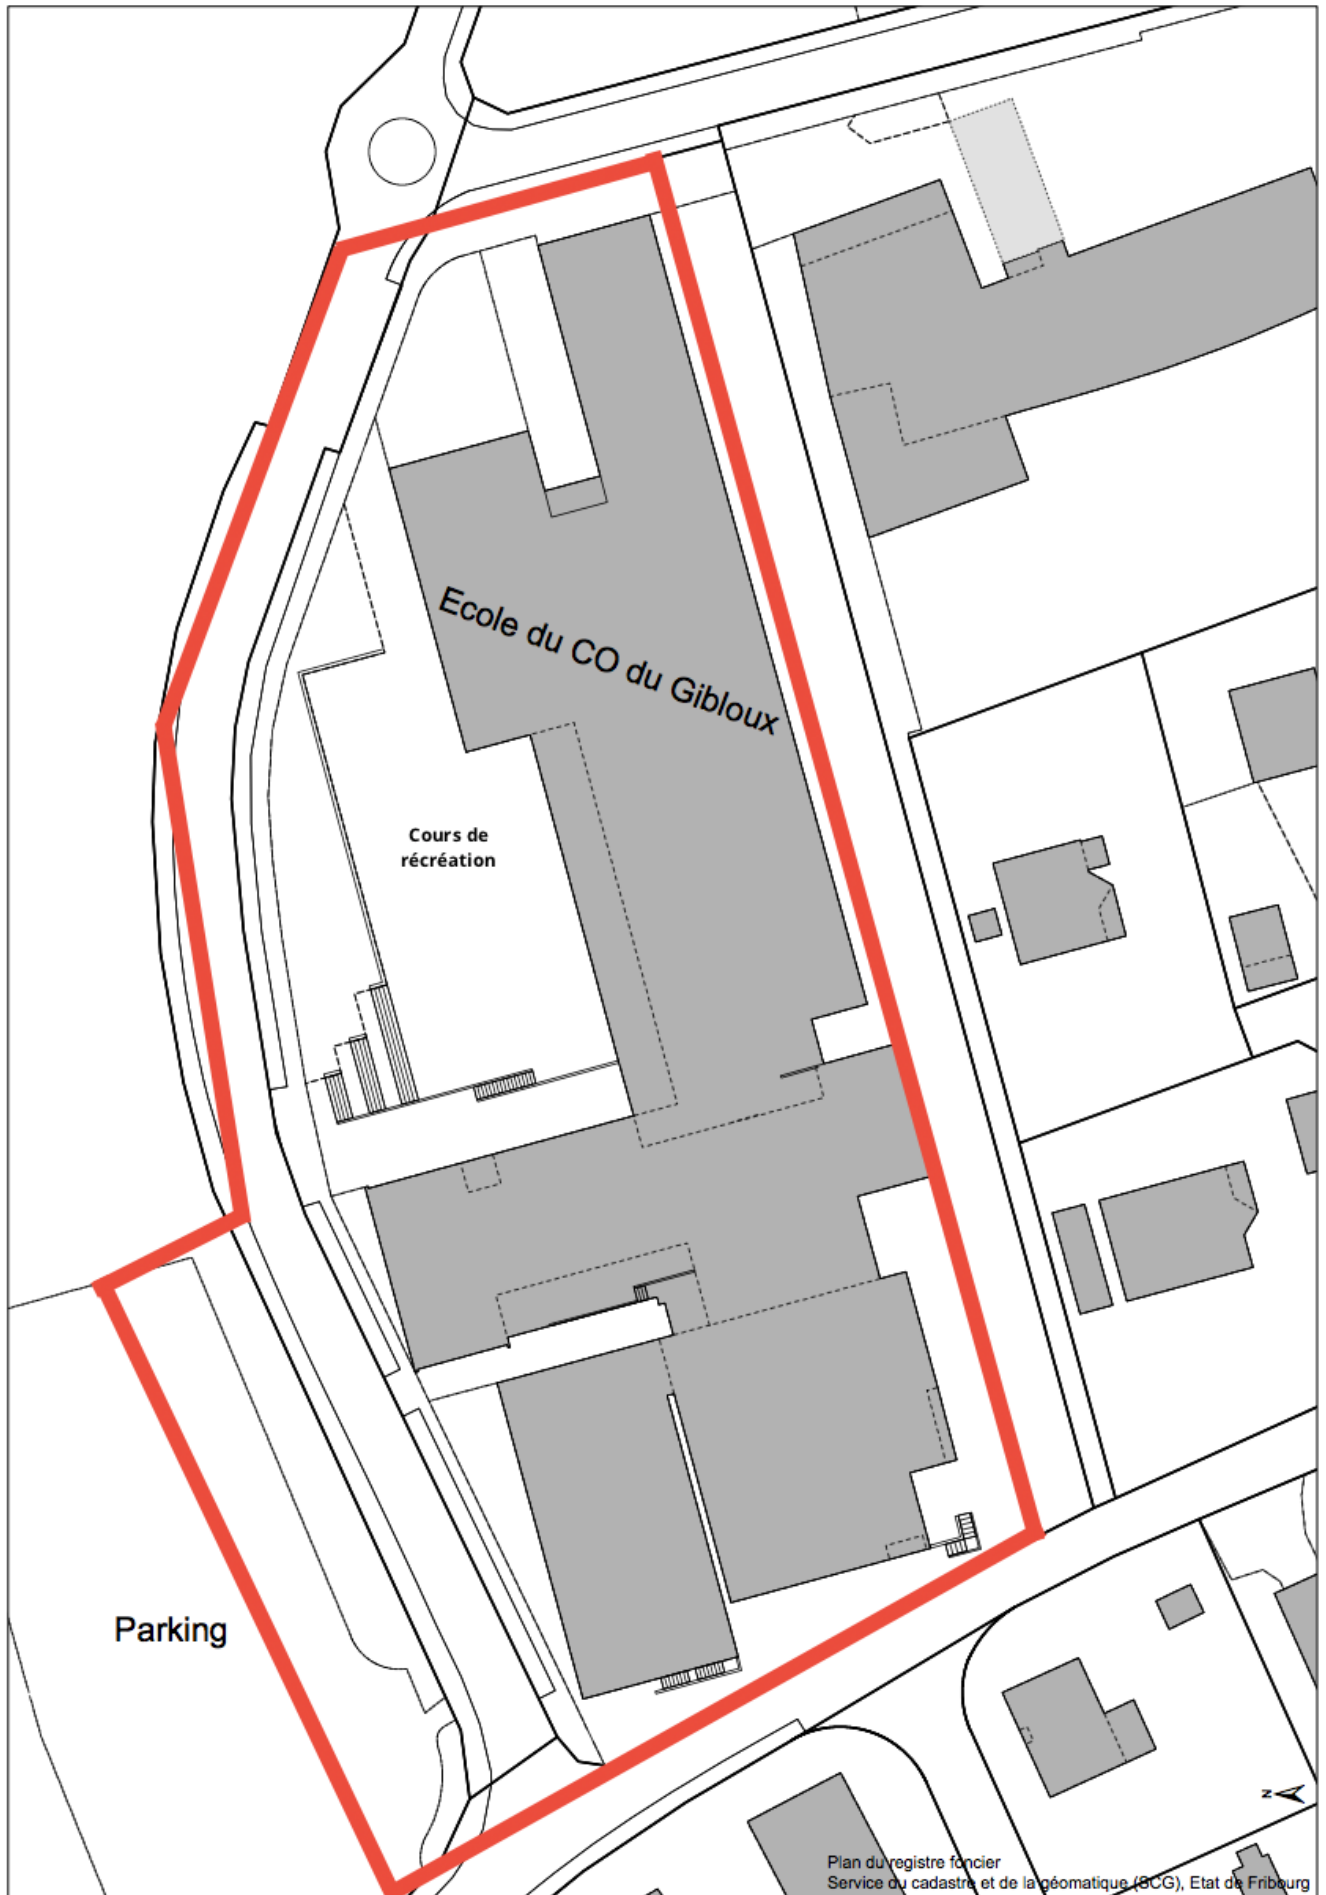 Ecole du CO du Gibloux
Cours de
récréation
Parking
N
Plan du registre foncier
Service du cadastre et de la géomatique (SCG), Etat de Fribourg